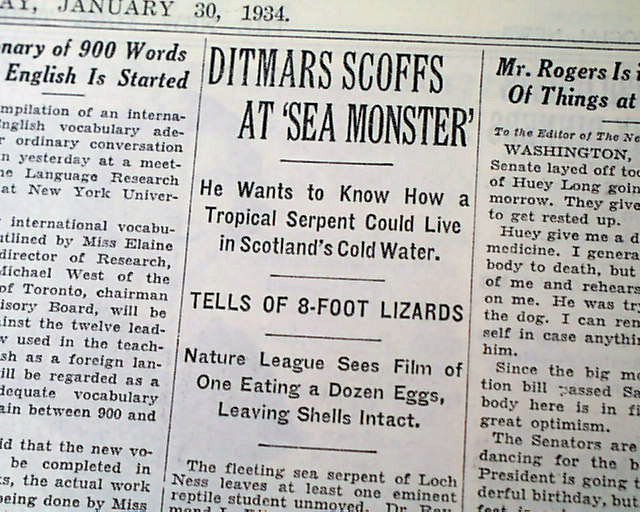 AY, JANUARY 30, 1934.
nary of 900 Words
English Is Started
mpilation of an interna-
English vocabulary ade-
r ordinary conversation
n yesterday at a meet-
he Language Research
at New York Univer-
international vocabu-
utlined by Miss Elaine
director of Research,
Michael West of the
of Toronto, chairman
isory Board, will be
inst the twelve lead-
w used in the teach-
sh as a foreign lan-
ill be regarded as a
dequate vocabulary
ain between 900 and
id that the new vo-
be completed in
s, the actual work
being done by Miss
DITMARS SCOFFS
AT 'SEA MONSTER'
He Wants to Know How a
Tropical Serpent Could Live
in Scotland's Cold Water.
TELLS OF 8-FOOT LIZARDS
Nature League Sees Film of
One Eating a Dozen Eggs,
Leaving Shells Intact.
The fleeting sea serpent of Loch
Ness leaves at least one eminent
reptile student unmoved. Dr. Ray-
mond L.
Mr. Rogers Is i
Of Things at
To the Editor of The Ne
WASHINGTON,
Senate layed off too
of Huey Long goin
morrow. They give
to get rested up.
Huey give me a d
medicine. I genera
body to death, but
of me and rehears
on me. He was try
the dog. I can ren
self in case anythin
him.
Since the big mo
tion bill passed Sa
body here is in fi
great optimism.
The Senators are
dancing for the b
President is going t
derful birthday, but